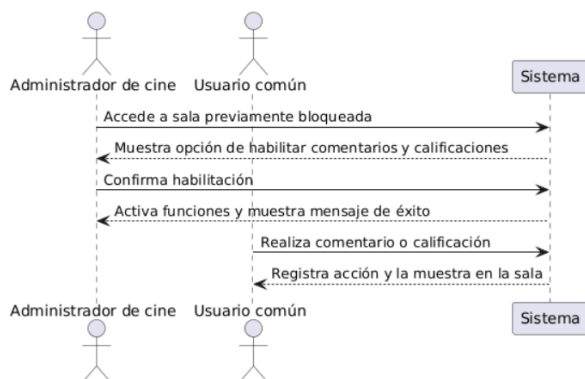 Administrador de cine
Usuario común
Sistema
Accede a sala previamente bloqueada
Muestra opción de habilitar comentarios y calificaciones
Confirma habilitación
Activa funciones y muestra mensaje de éxito
Realiza comentario o calificación
Registra acción y la muestra en la sala
Administrador de cine
Usuario común
Sistema